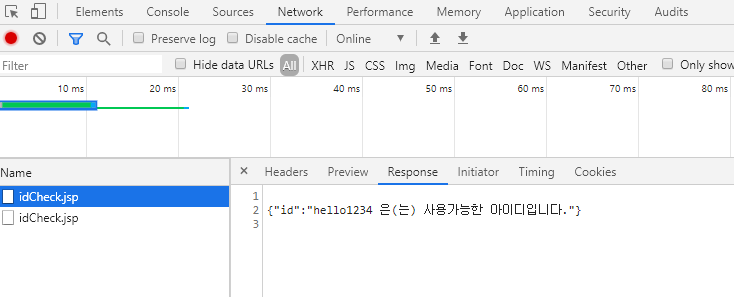 Elements Console Sources Network Performance Memory Application Security Audits
Preserve log Disable cache Online ▼
Filter Hide data URLs All XHR JS CSS Img Media Font Doc WS Manifest Other Only show
10 ms 20 ms 30 ms 40 ms 50 ms 60 ms 70 ms 80 ms
Name × Headers Preview Response Initiator Timing Cookies
idCheck.jsp 1
2 {"id":"hello1234 은(는) 사용가능한 아이디입니다."}
idCheck.jsp 3